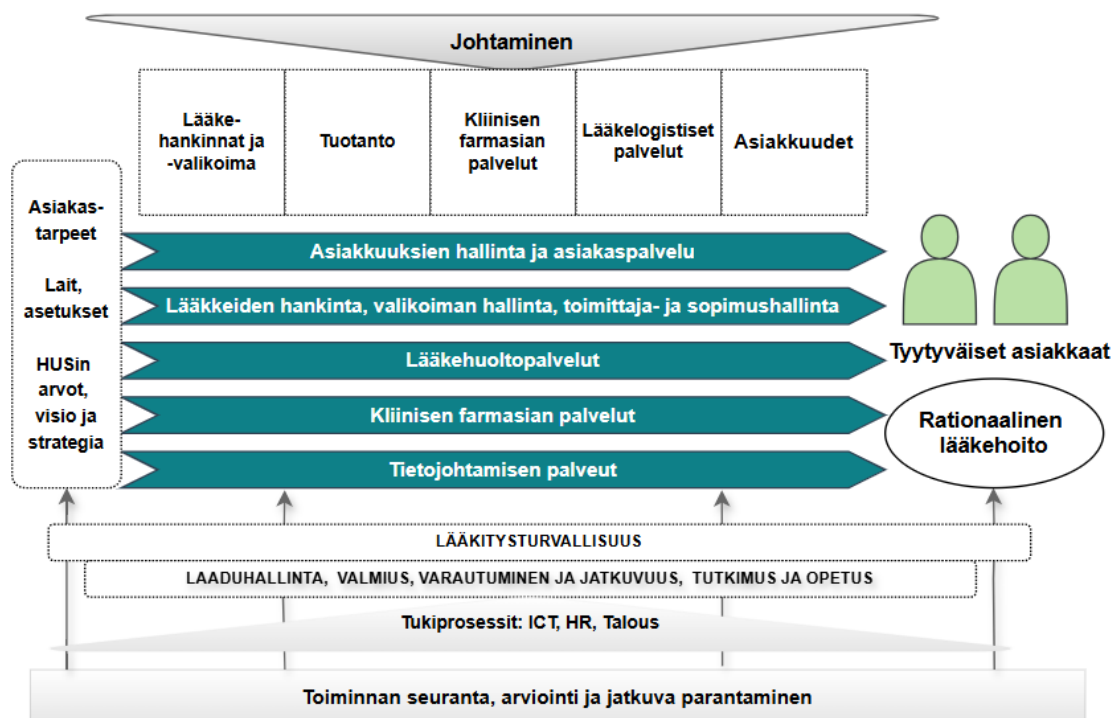 Johtaminen
Lääke-
hankinnat ja
-valikoima
Tuotanto
Kliinisen
farmasian
palvelut
Lääkelogistiset
palvelut
Asiakkuudet
Asiakas-
tarpeet
Lait,
asetukset
HUSin
arvot,
visio ja
strategia
Asiakkuuksien hallinta ja asiakaspalvelu
Lääkkeiden hankinta, valikoiman hallinta, toimittaja- ja sopimushallinta
Lääkehuoltopalvelut
Kliinisen farmasian palvelut
Tietojohtamisen palveut
Tyytyväiset asiakkaat
Rationaalinen
lääkehoito
LÄÄKITYSTURVALLISUUS
LAADUHALLINTA, VALMIUS, VARAUTUMINEN JA JATKUVUUS, TUTKIMUS JA OPETUS
Tukiprosessit: ICT, HR, Talous
Toiminnan seuranta, arviointi ja jatkuva parantaminen